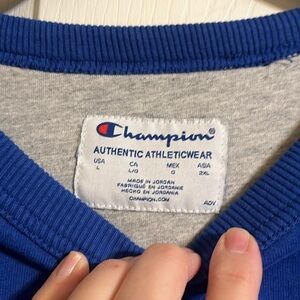 Champion®
AUTHENTIC ATHLETICWEAR
USA CA MEX ASIA
L L/G G 2XL
MADE IN JORDAN
FABRIQUÉ EN JORDANIE
HECHO EN JORDANIA
CHAMPION.COM
ADV